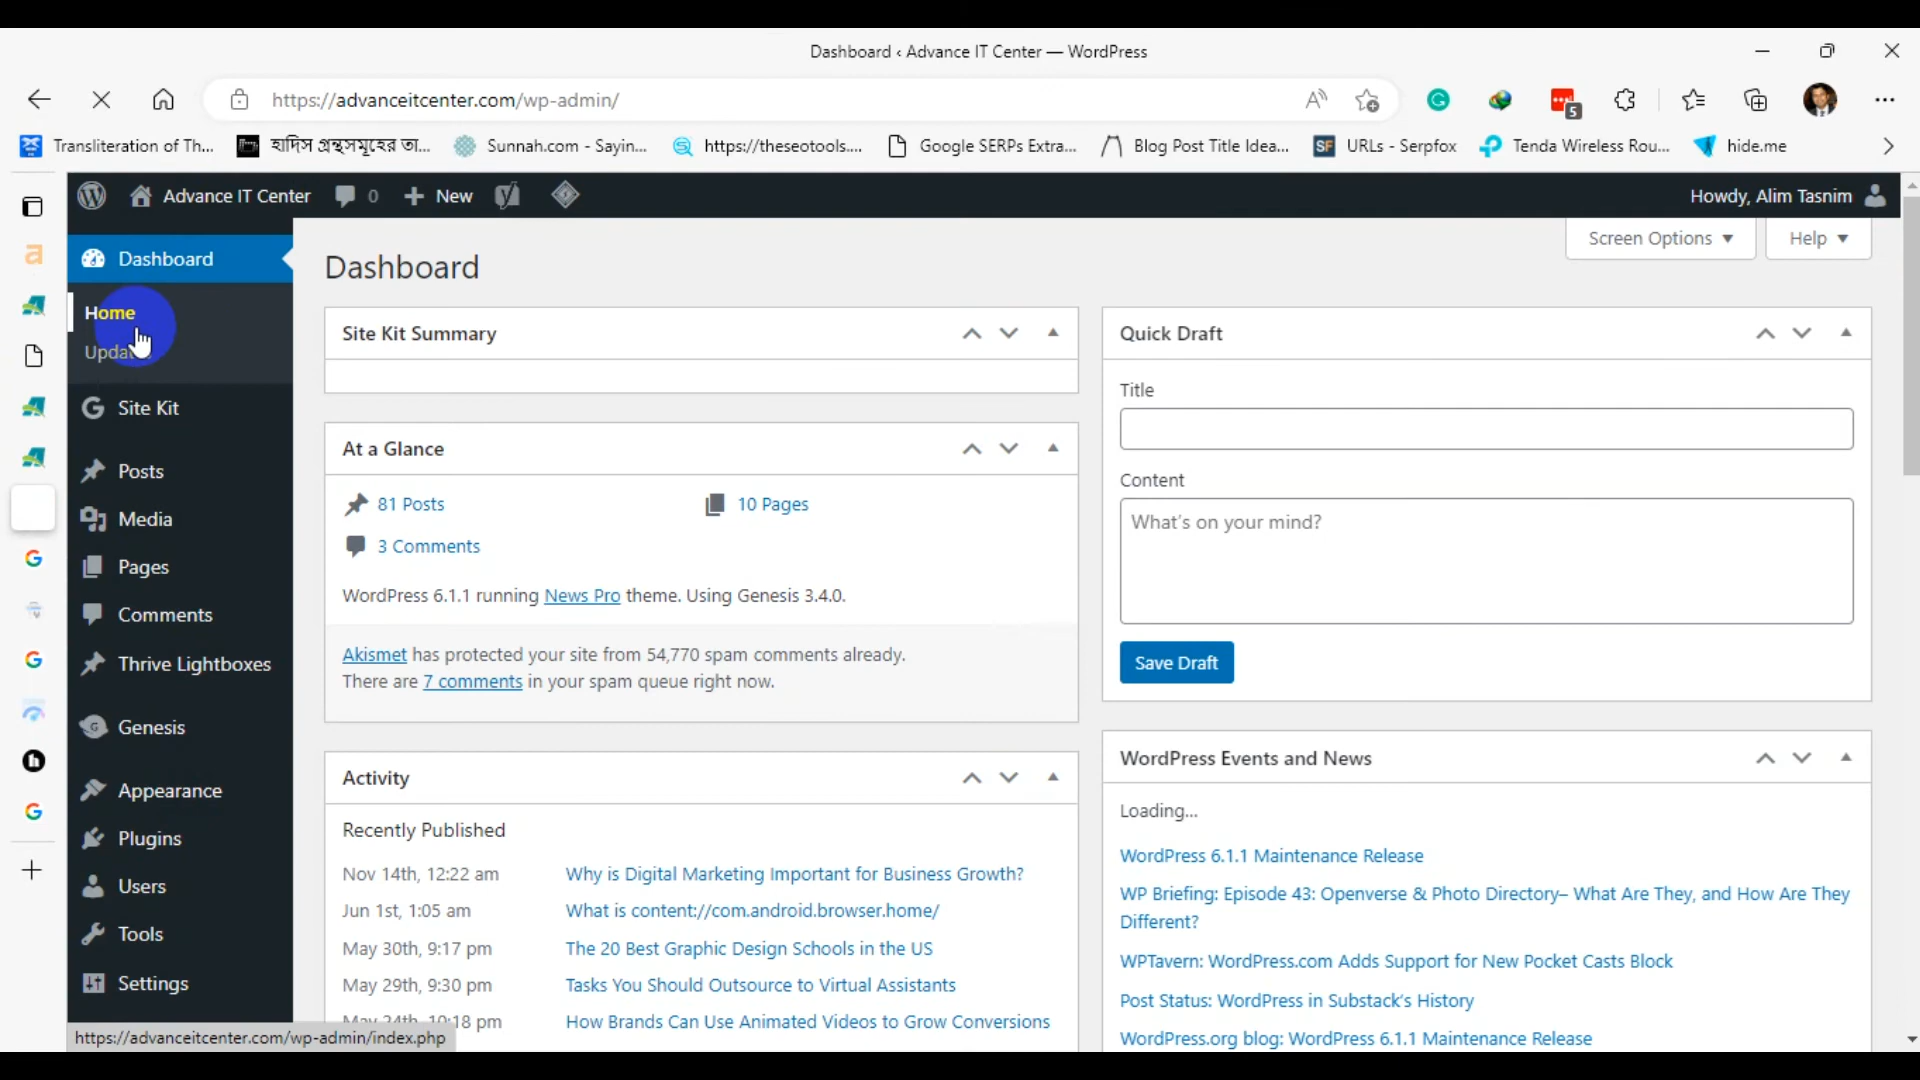 Dashboard ‹ Advance IT Center — WordPress
https://advanceitcenter.com/wp-admin/
5
Transliteration of Th...
হাদিস গ্রন্থসমূহের তা...
Sunnah.com - Sayin...
https://theseotools....
Google SERPs Extra...
Blog Post Title Idea...
SF URLs - Serpfox
Tenda Wireless Rou...
hide.me
Advance IT Center 0 New
Howdy, Alim Tasnim
Screen Options
Help
Dashboard
Home
Site Kit
Posts
Media
Pages
Comments
Thrive Lightboxes
Genesis
Appearance
Plugins
Users
Tools
Settings
https://advanceitcenter.com/wp-admin/index.php
Dashboard
Site Kit Summary
At a Glance
81 Posts
10 Pages
3 Comments
WordPress 6.1.1 running News Pro theme. Using Genesis 3.4.0.
Akismet has protected your site from 54,770 spam comments already.
There are 7 comments in your spam queue right now.
Activity
Recently Published
Nov 14th, 12:22 am Why is Digital Marketing Important for Business Growth?
Jun 1st, 1:05 am What is content://com.android.browser.home/
May 30th, 9:17 pm The 20 Best Graphic Design Schools in the US
May 29th, 9:30 pm Tasks You Should Outsource to Virtual Assistants
May 24th, 10:18 pm How Brands Can Use Animated Videos to Grow Conversions
Quick Draft
Title
Content
What's on your mind?
Save Draft
WordPress Events and News
Loading...
WordPress 6.1.1 Maintenance Release
WP Briefing: Episode 43: Openverse & Photo Directory– What Are They, and How Are They
Different?
WPTavern: WordPress.com Adds Support for New Pocket Casts Block
Post Status: WordPress in Substack's History
WordPress.org blog: WordPress 6.1.1 Maintenance Release